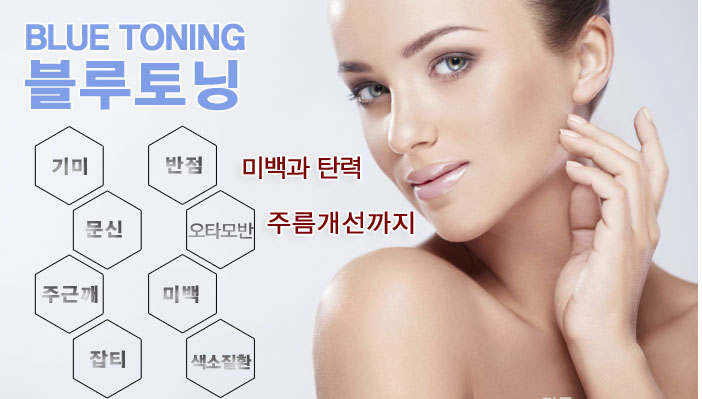 BLUE TONING
블루토닝
기미
반점
미백과 탄력
문신
오타모반
주름개선까지
주근깨
미백
잡티
색소질환